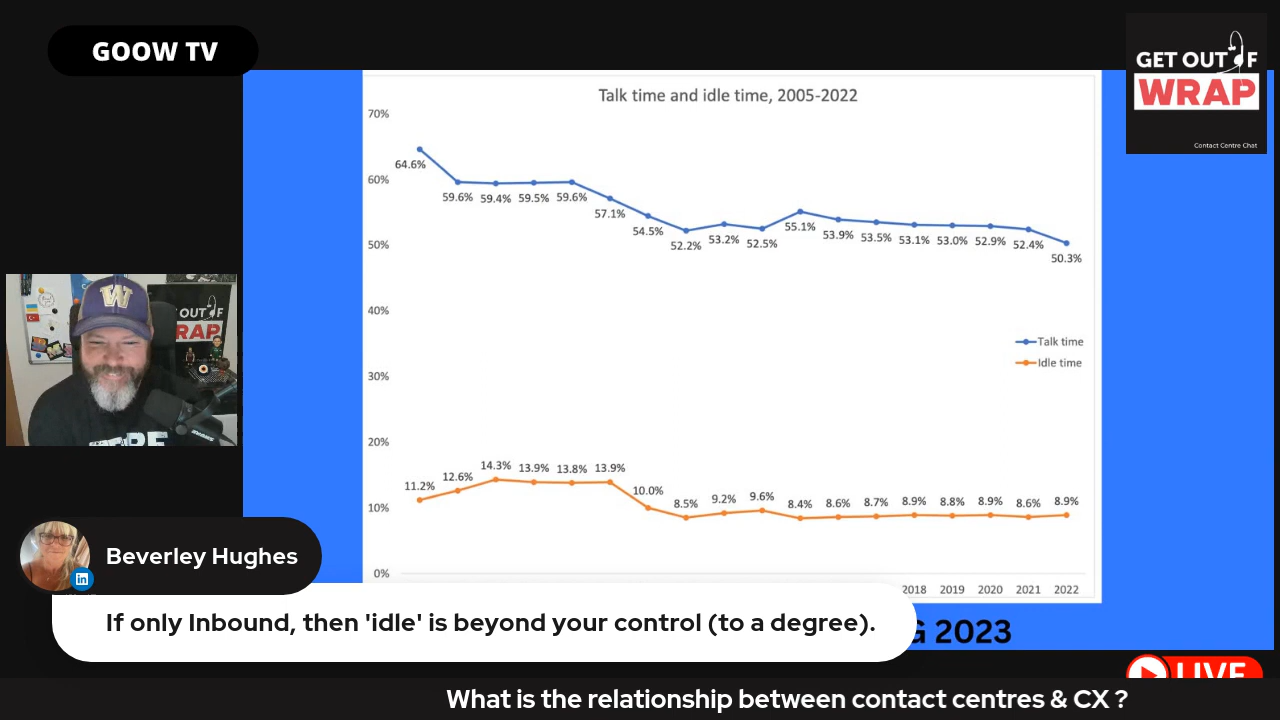 GOOW TV
GET OUT OF
WRAP
Contact Centre Chat
Talk time and idle time, 2005-2022
70%
60%
50%
40%
30%
20%
10%
0%
64.6%
59.6%
59.4%
59.5%
59.6%
57.1%
54.5%
52.2%
53.2%
52.5%
55.1%
53.9%
53.5%
53.1%
53.0%
52.9%
52.4%
50.3%
Talk time
Idle time
11.2%
12.6%
14.3%
13.9%
13.8%
13.9%
10.0%
8.5%
9.2%
9.6%
8.4%
8.6%
8.7%
8.9%
8.8%
8.9%
8.6%
8.9%
2018 2019 2020 2021 2022
W
OUT OF
RAP
Beverley Hughes
in
If only Inbound, then 'idle' is beyond your control (to a degree).
G 2023
LIVE
What is the relationship between contact centres & CX ?